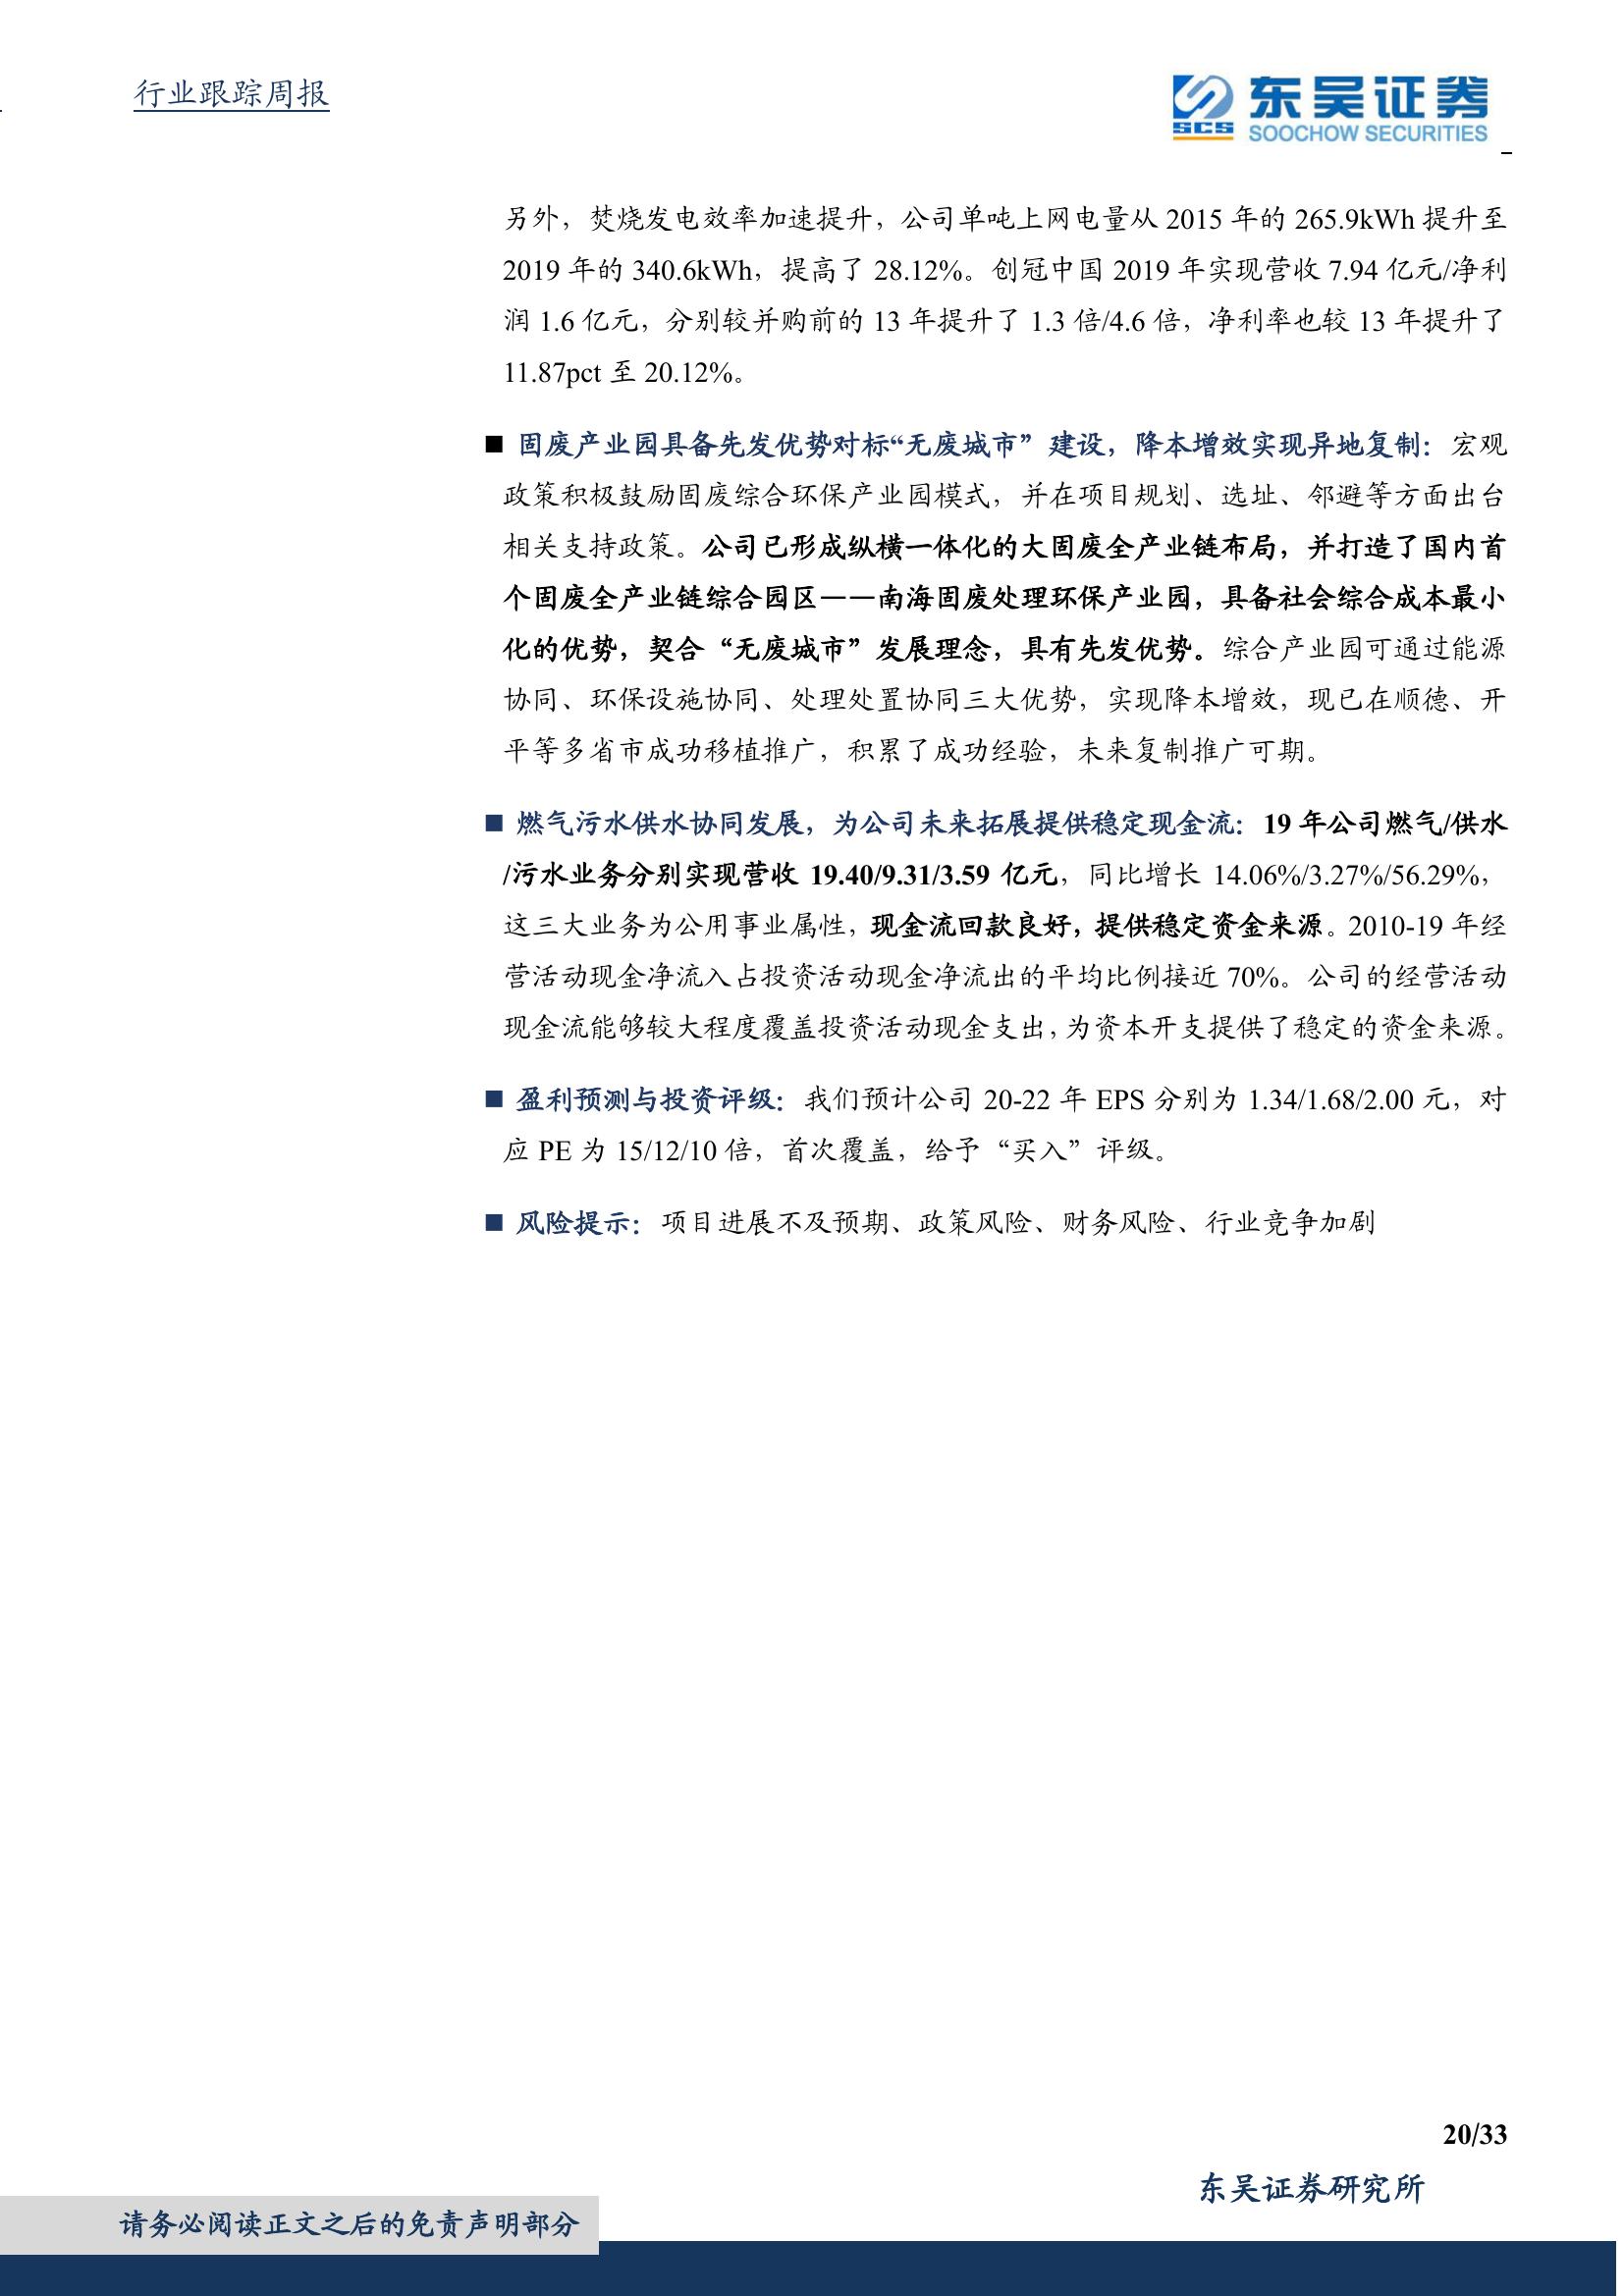 行业跟踪周报
SCS
东吴证券
SOOCHOW SECURITIES
另外，焚烧发电效率加速提升，公司单吨上网电量从 2015 年的 265.9kWh 提升至
2019 年的 340.6kWh，提高了 28.12%。创冠中国 2019 年实现营收 7.94 亿元/净利
润 1.6 亿元，分别较并购前的 13 年提升了 1.3 倍/4.6 倍，净利率也较 13 年提升了
11.87pct 至 20.12%。
■ 固废产业园具备先发优势对标“无废城市”建设，降本增效实现异地复制：宏观
政策积极鼓励固废综合环保产业园模式，并在项目规划、选址、邻避等方面出台
相关支持政策。公司已形成纵横一体化的大固废全产业链布局，并打造了国内首
个固废全产业链综合园区——南海固废处理环保产业园，具备社会综合成本最小
化的优势，契合“无废城市”发展理念，具有先发优势。综合产业园可通过能源
协同、环保设施协同、处理处置协同三大优势，实现降本增效，现已在顺德、开
平等多省市成功移植推广，积累了成功经验，未来复制推广可期。
■ 燃气污水供水协同发展，为公司未来拓展提供稳定现金流：19 年公司燃气/供水
/污水业务分别实现营收 19.40/9.31/3.59 亿元，同比增长 14.06%/3.27%/56.29%，
这三大业务为公用事业属性，现金流回款良好，提供稳定资金来源。2010-19 年经
营活动现金净流入占投资活动现金净流出的平均比例接近 70%。公司的经营活动
现金流能够较大程度覆盖投资活动现金支出，为资本开支提供了稳定的资金来源。
■ 盈利预测与投资评级：我们预计公司 20-22 年 EPS 分别为 1.34/1.68/2.00 元，对
应 PE 为 15/12/10 倍，首次覆盖，给予“买入”评级。
■ 风险提示：项目进展不及预期、政策风险、财务风险、行业竞争加剧
20/33
东吴证券研究所
请务必阅读正文之后的免责声明部分